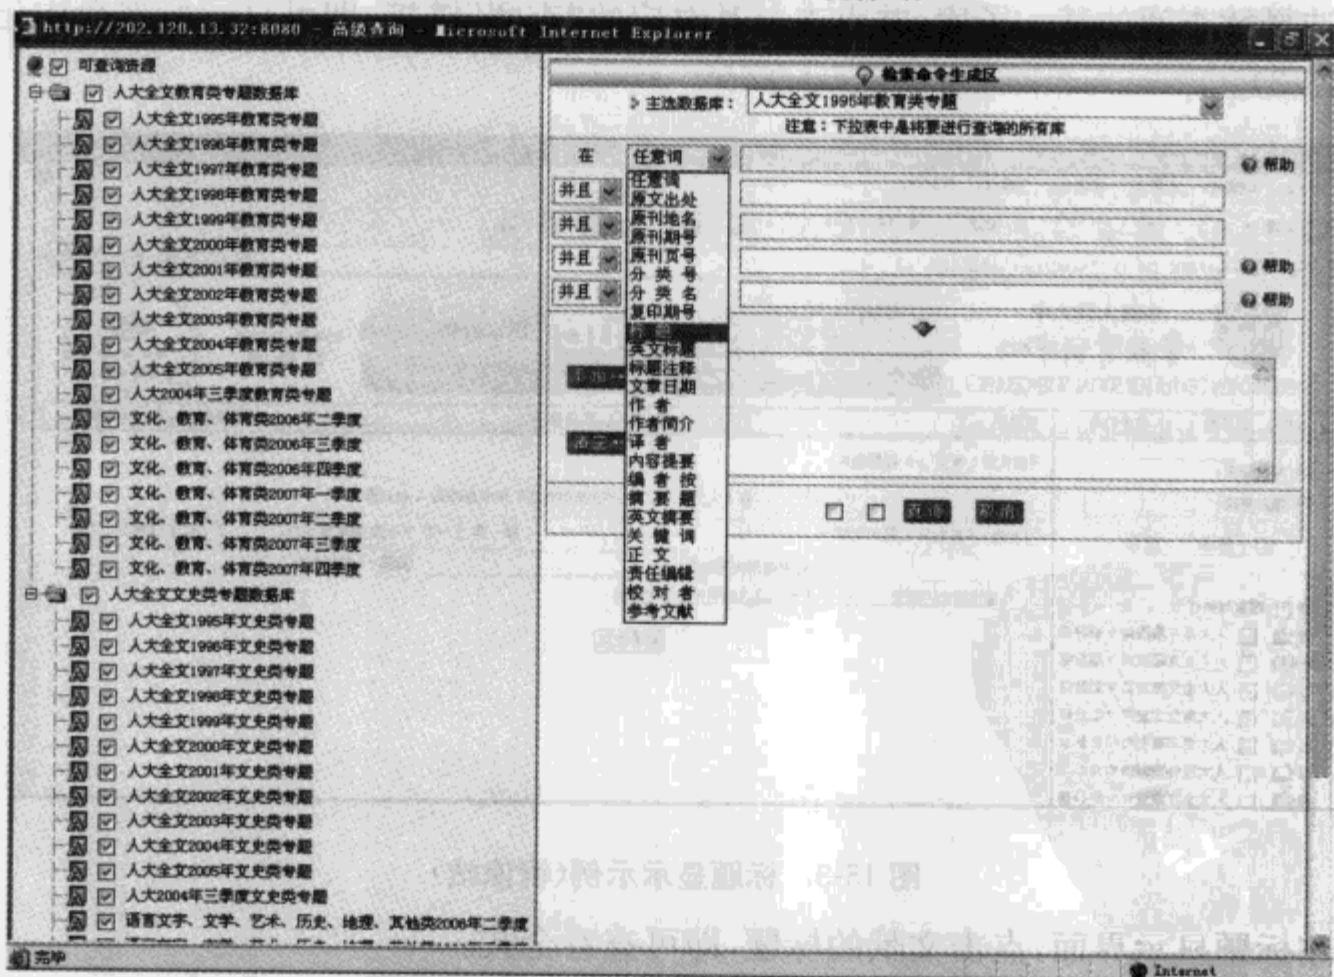 http://202.120.13.32:8080 - 高级查询 - Microsoft Internet Explorer
可查询资源
人大全文教育类专题数据库
人大全文1995年教育类专题
人大全文1996年教育类专题
人大全文1997年教育类专题
人大全文1998年教育类专题
人大全文1999年教育类专题
人大全文2000年教育类专题
人大全文2001年教育类专题
人大全文2002年教育类专题
人大全文2003年教育类专题
人大全文2004年教育类专题
人大全文2005年教育类专题
人大2004年三季度教育类专题
文化、教育、体育类2006年二季度
文化、教育、体育类2006年三季度
文化、教育、体育类2006年四季度
文化、教育、体育类2007年一季度
文化、教育、体育类2007年二季度
文化、教育、体育类2007年三季度
文化、教育、体育类2007年四季度
人大全文文史类专题数据库
人大全文1995年文史类专题
人大全文1996年文史类专题
人大全文1997年文史类专题
人大全文1998年文史类专题
人大全文1999年文史类专题
人大全文2000年文史类专题
人大全文2001年文史类专题
人大全文2002年文史类专题
人大全文2003年文史类专题
人大全文2004年文史类专题
人大全文2005年文史类专题
人大2004年三季度文史类专题
语言文字、文学、艺术、历史、地理、其他类2006年二季度
检索命令生成区
主选数据库： 人大全文1995年教育类专题
注意：下拉表中是将要进行查询的所有库
在 任意词 帮助
并且
并且
并且 帮助
并且 帮助
任意词
原文出处
原刊地名
原刊期号
原刊页号
分 类 号
分 类 名
复印期号
英文标题
标题注释
文章日期
作 者
作者简介
译 者
内容提要
编 者 按
摘 要 题
英文摘要
关 键 词
正 文
责任编辑
校 对 者
参考文献
查询 取消
完毕
Internet